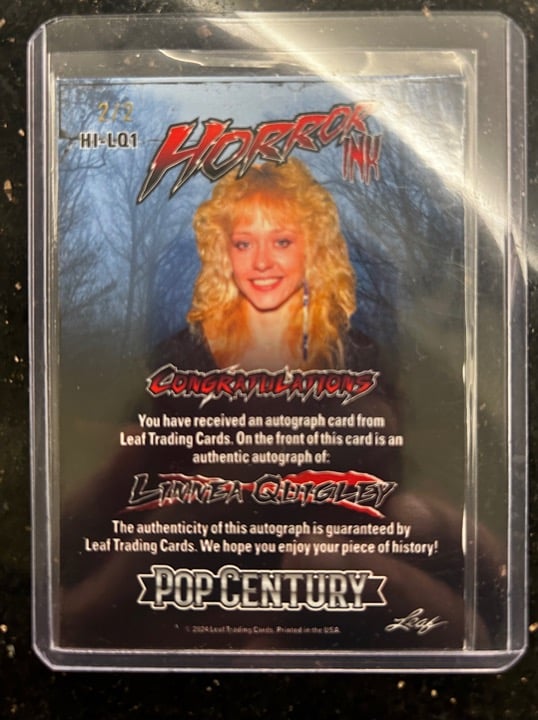 2/2
HI-LQ1
HORROR
INK
CONGRATULATIONS
You have received an autograph card from
Leaf Trading Cards. On the front of this card is an
authentic autograph of:
LINNEA QUIGLEY
The authenticity of this autograph is guaranteed by
Leaf Trading Cards. We hope you enjoy your piece of history!
POP CENTURY
© 2024 Leaf Trading Cards. Printed in the USA.
Leaf